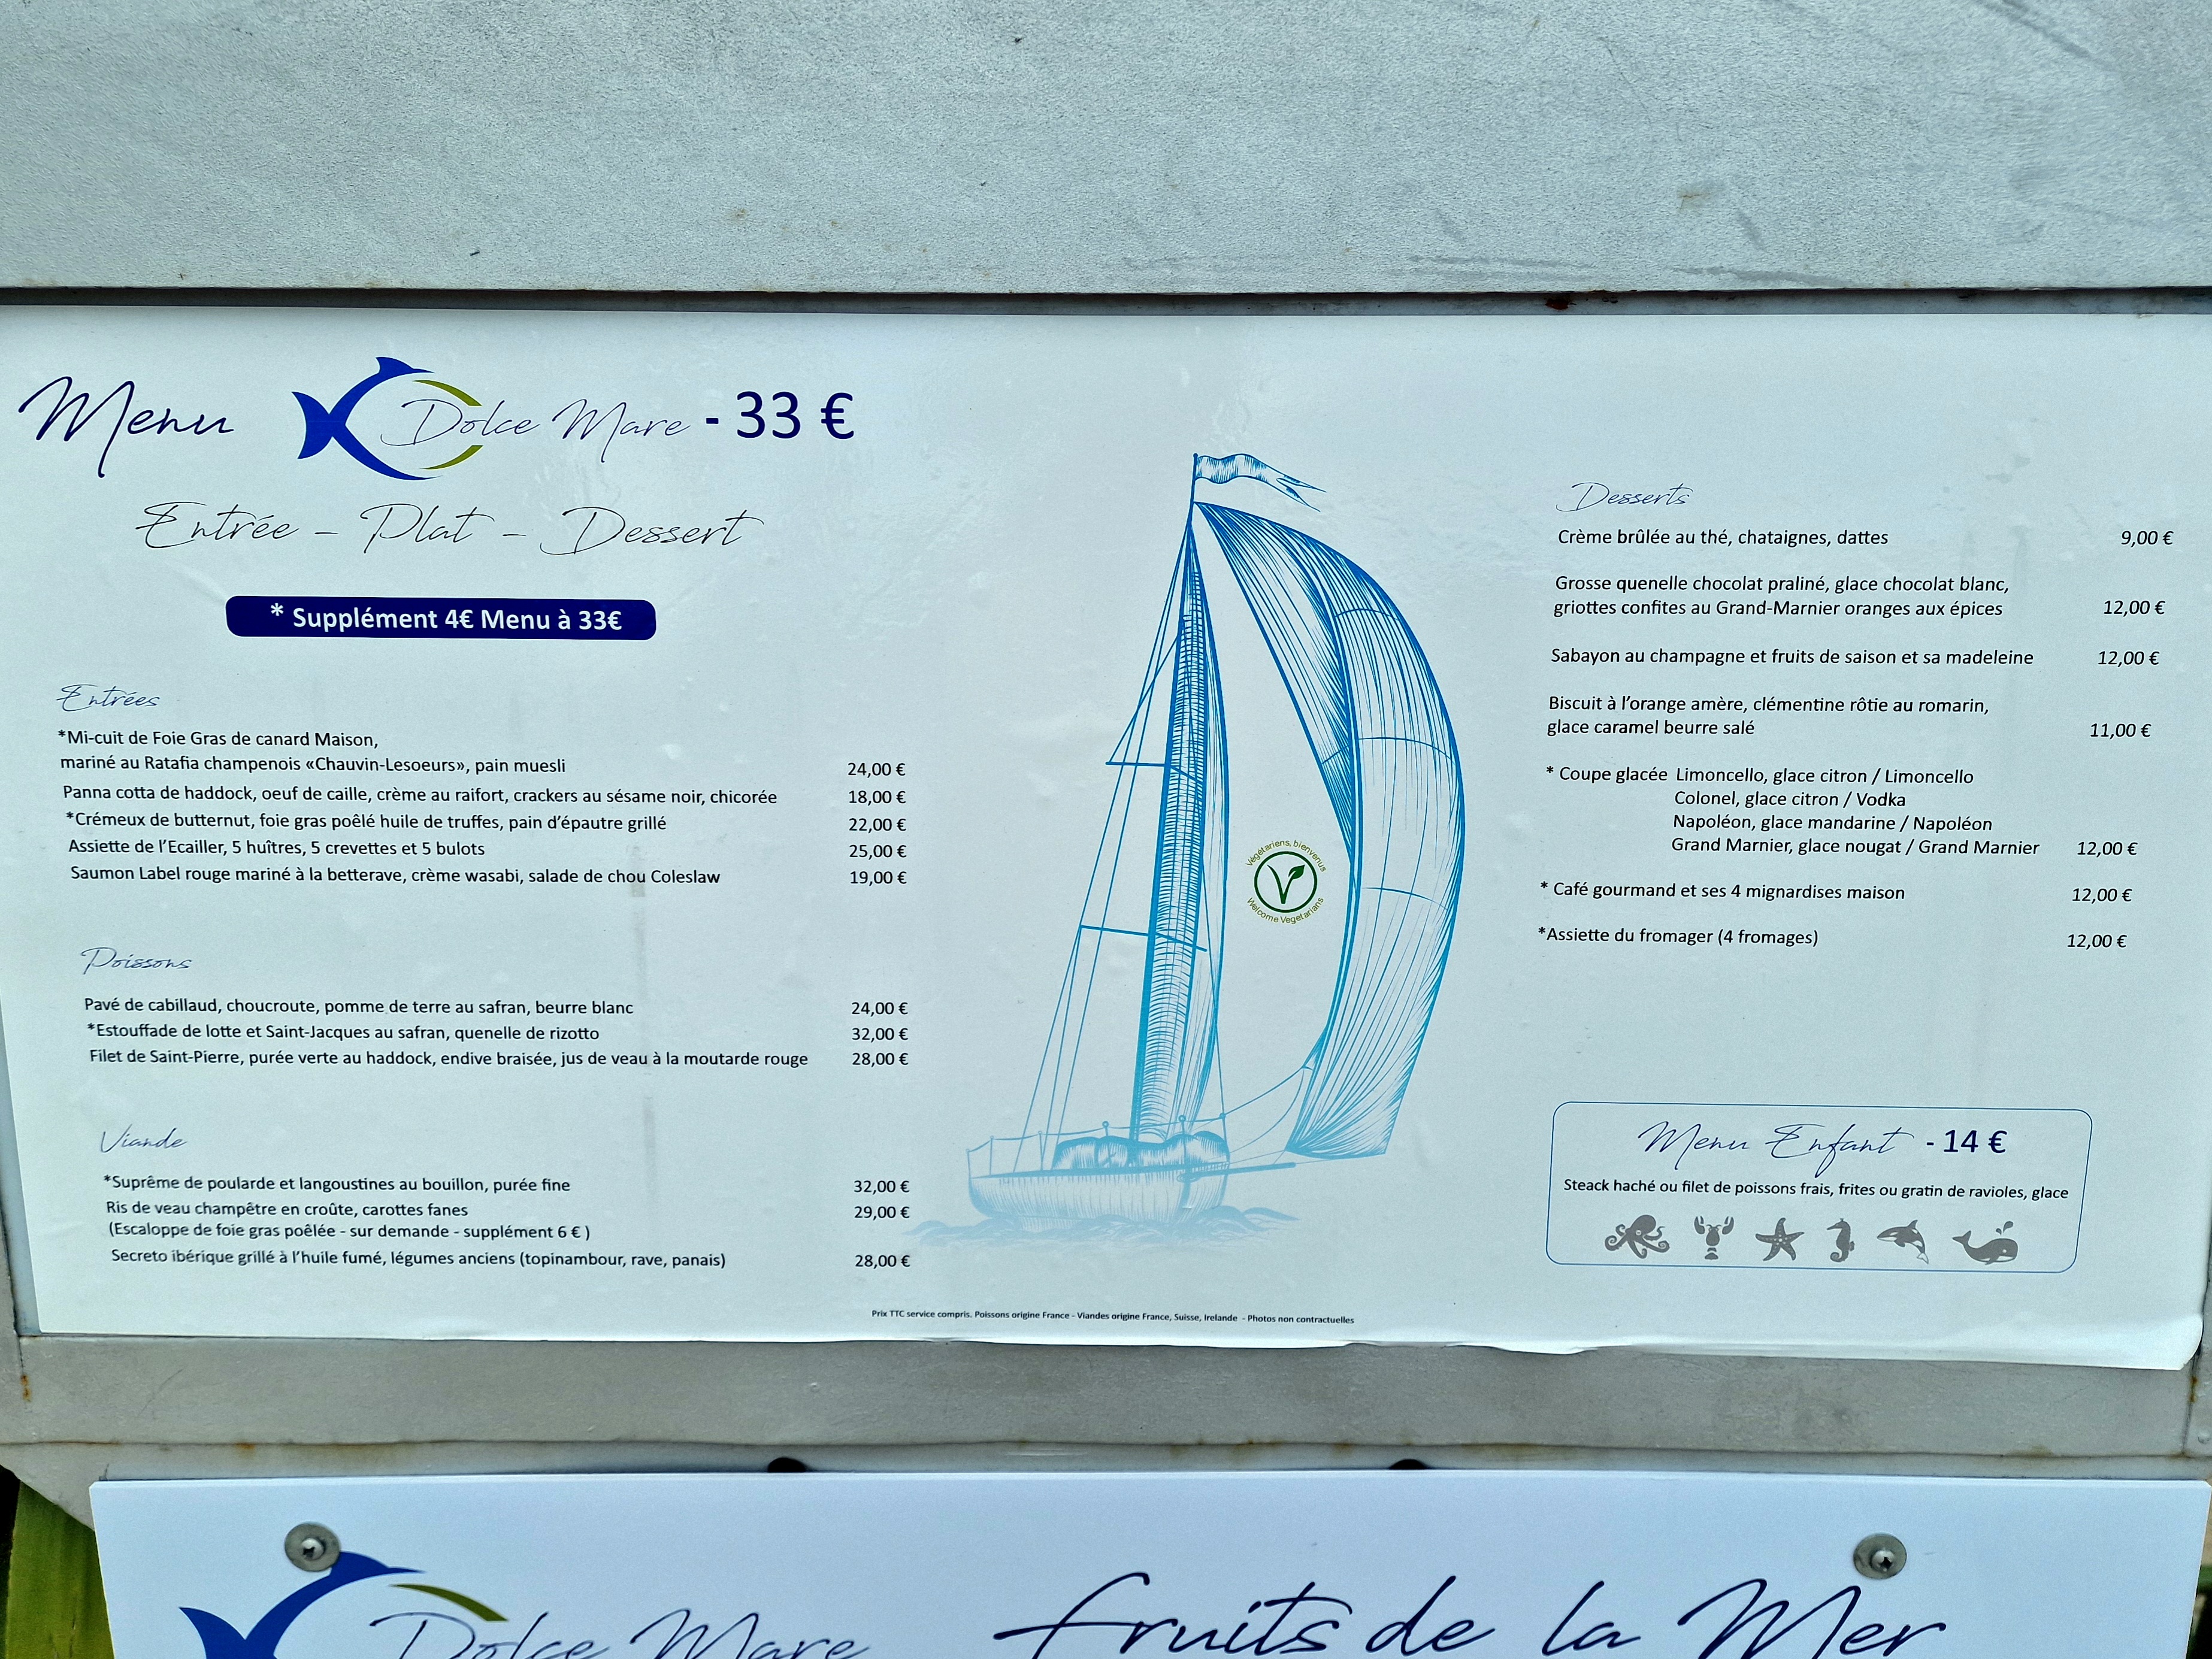 Menu Dolce Mare - 33 €
Entrée - Plat - Dessert
* Supplément 4€ Menu à 33€
Entrées
*Mi-cuit de Foie Gras de canard Maison,
mariné au Ratafia champenois «Chauvin-Lesoeurs», pain muesli 24,00 €
Panna cotta de haddock, oeuf de caille, crème au raifort, crackers au sésame noir, chicorée 18,00 €
*Crémeux de butternut, foie gras poêlé huile de truffes, pain d'épautre grillé 22,00 €
Assiette de l'Ecailler, 5 huîtres, 5 crevettes et 5 bulots 25,00 €
Saumon Label rouge mariné à la betterave, crème wasabi, salade de chou Coleslaw 19,00 €
Poissons
Pavé de cabillaud, choucroute, pomme de terre au safran, beurre blanc 24,00 €
*Estouffade de lotte et Saint-Jacques au safran, quenelle de rizotto 32,00 €
Filet de Saint-Pierre, purée verte au haddock, endive braisée, jus de veau à la moutarde rouge 28,00 €
Viande
*Suprême de poularde et langoustines au bouillon, purée fine 32,00 €
Ris de veau champêtre en croûte, carottes fanes 29,00 €
(Escaloppe de foie gras poêlée - sur demande - supplément 6 € )
Secreto ibérique grillé à l'huile fumé, légumes anciens (topinambour, rave, panais) 28,00 €
Végétariens, bienvenus
V
Welcome Vegetarians
Desserts
Crème brûlée au thé, chataignes, dattes 9,00 €
Grosse quenelle chocolat praliné, glace chocolat blanc,
griottes confites au Grand-Marnier oranges aux épices 12,00 €
Sabayon au champagne et fruits de saison et sa madeleine 12,00 €
Biscuit à l'orange amère, clémentine rôtie au romarin,
glace caramel beurre salé 11,00 €
* Coupe glacée Limoncello, glace citron / Limoncello
Colonel, glace citron / Vodka
Napoléon, glace mandarine / Napoléon
Grand Marnier, glace nougat / Grand Marnier 12,00 €
* Café gourmand et ses 4 mignardises maison 12,00 €
*Assiette du fromager (4 fromages) 12,00 €
Menu Enfant - 14 €
Steack haché ou filet de poissons frais, frites ou gratin de ravioles, glace
Prix TTC service compris. Poissons origine France - Viandes origine France, Suisse, Irelande - Photos non contractuelles
Dolce Mare fruits de la Mer